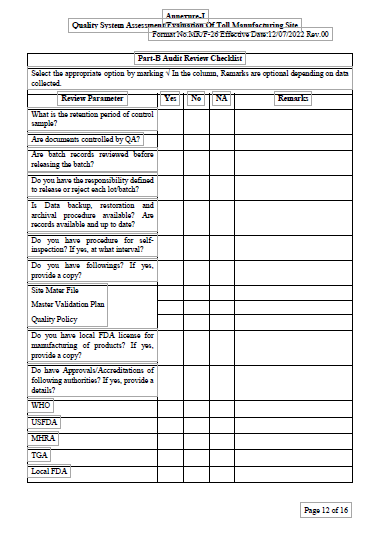 Annexure-I
Quality System Assessment/Evaluation Of Toll Manufacturing Site
Format No:MR/F-26 Effective Date:12/07/2022 Rev.00
Part-B Audit Review Checklist
Select the appropriate option by marking √ In the column, Remarks are optional depending on data
collected.
Review Parameter Yes No NA Remarks
What is the retention period of control
sample?
Are documents controlled by QA?
Are batch records reviewed before
releasing the batch?
Do you have the responsibility defined
to release or reject each lot/batch?
Is Data backup, restoration and
archival procedure available? Are
records available and up to date?
Do you have procedure for self-
inspection? If yes, at what interval?
Do you have followings? If yes,
provide a copy?
Site Mater File
Master Validation Plan
Quality Policy
Do you have local FDA license for
manufacturing of products? If yes,
provide a copy?
Do have Approvals/Accreditations of
following authorities? If yes, provide a
details?
WHO
USFDA
MHRA
TGA
Local FDA
Page 12 of 16